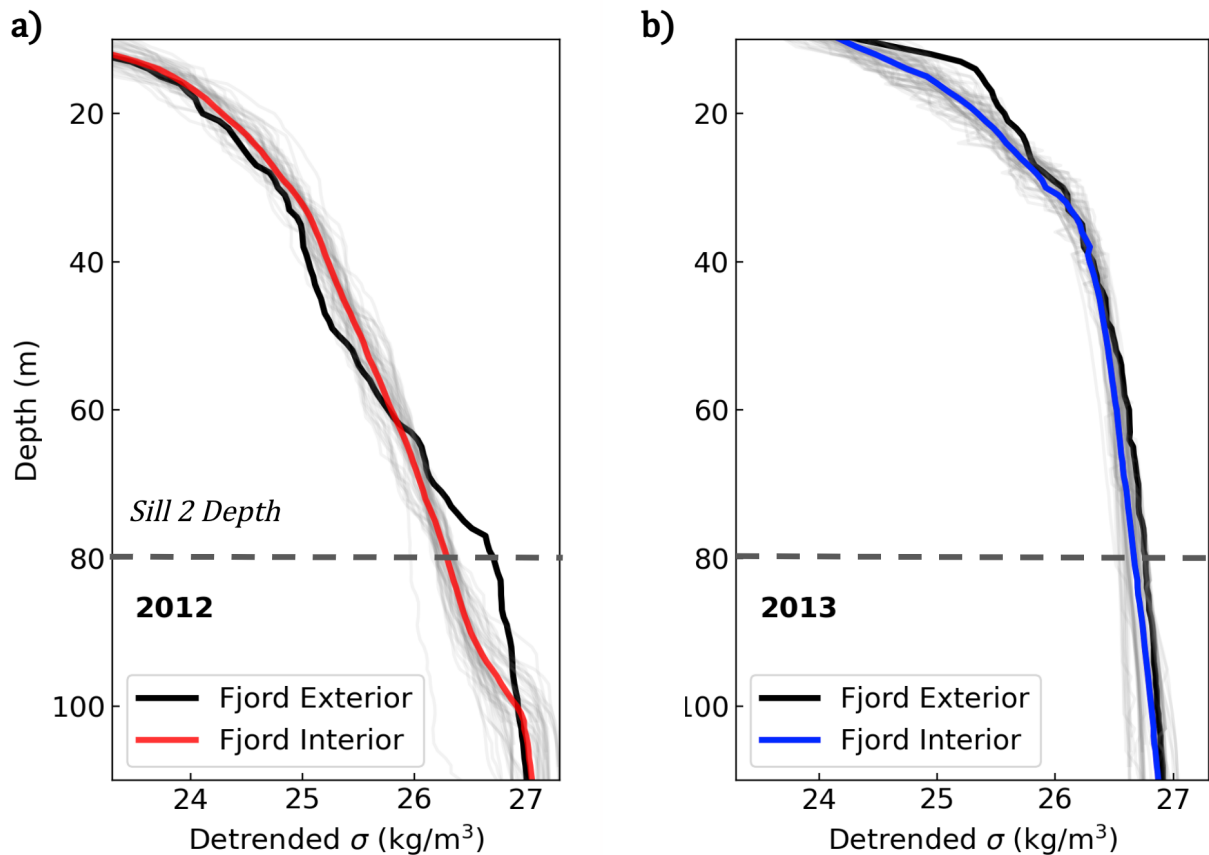 a)
b)
20
40
60
80
100
Depth (m)
Sill 2 Depth
2012
Fjord Exterior
Fjord Interior
24
25
26
27
Detrended σ (kg/m³)
20
40
60
80
100
2013
Fjord Exterior
Fjord Interior
24
25
26
27
Detrended σ (kg/m³)